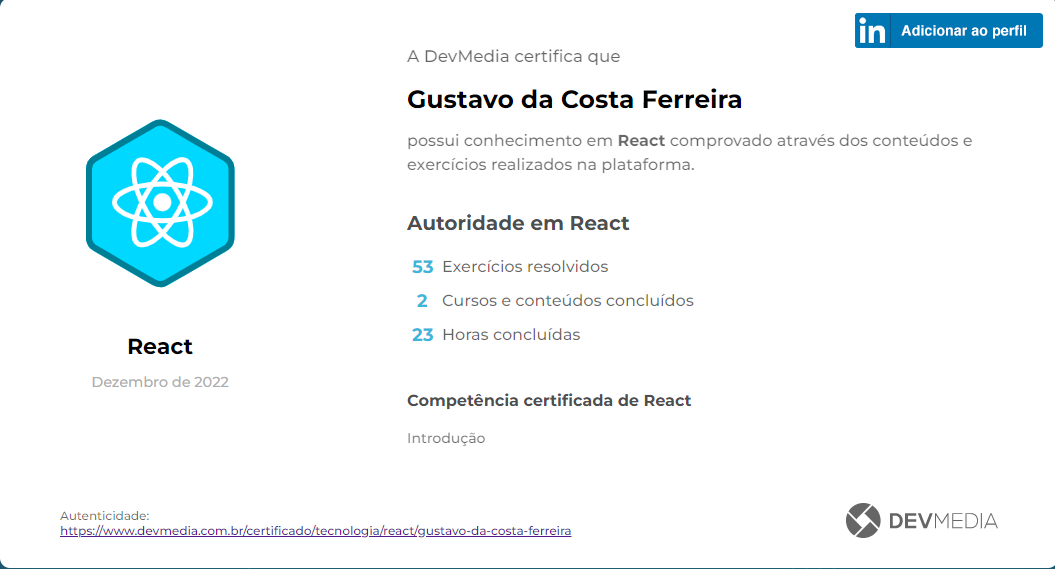 in Adicionar ao perfil
A DevMedia certifica que
Gustavo da Costa Ferreira
possui conhecimento em React comprovado através dos conteúdos e
exercícios realizados na plataforma.
Autoridade em React
53 Exercícios resolvidos
2 Cursos e conteúdos concluídos
23 Horas concluídas
React
Dezembro de 2022
Competência certificada de React
Introdução
Autenticidade:
https://www.devmedia.com.br/certificado/tecnologia/react/gustavo-da-costa-ferreira
DEVMEDIA